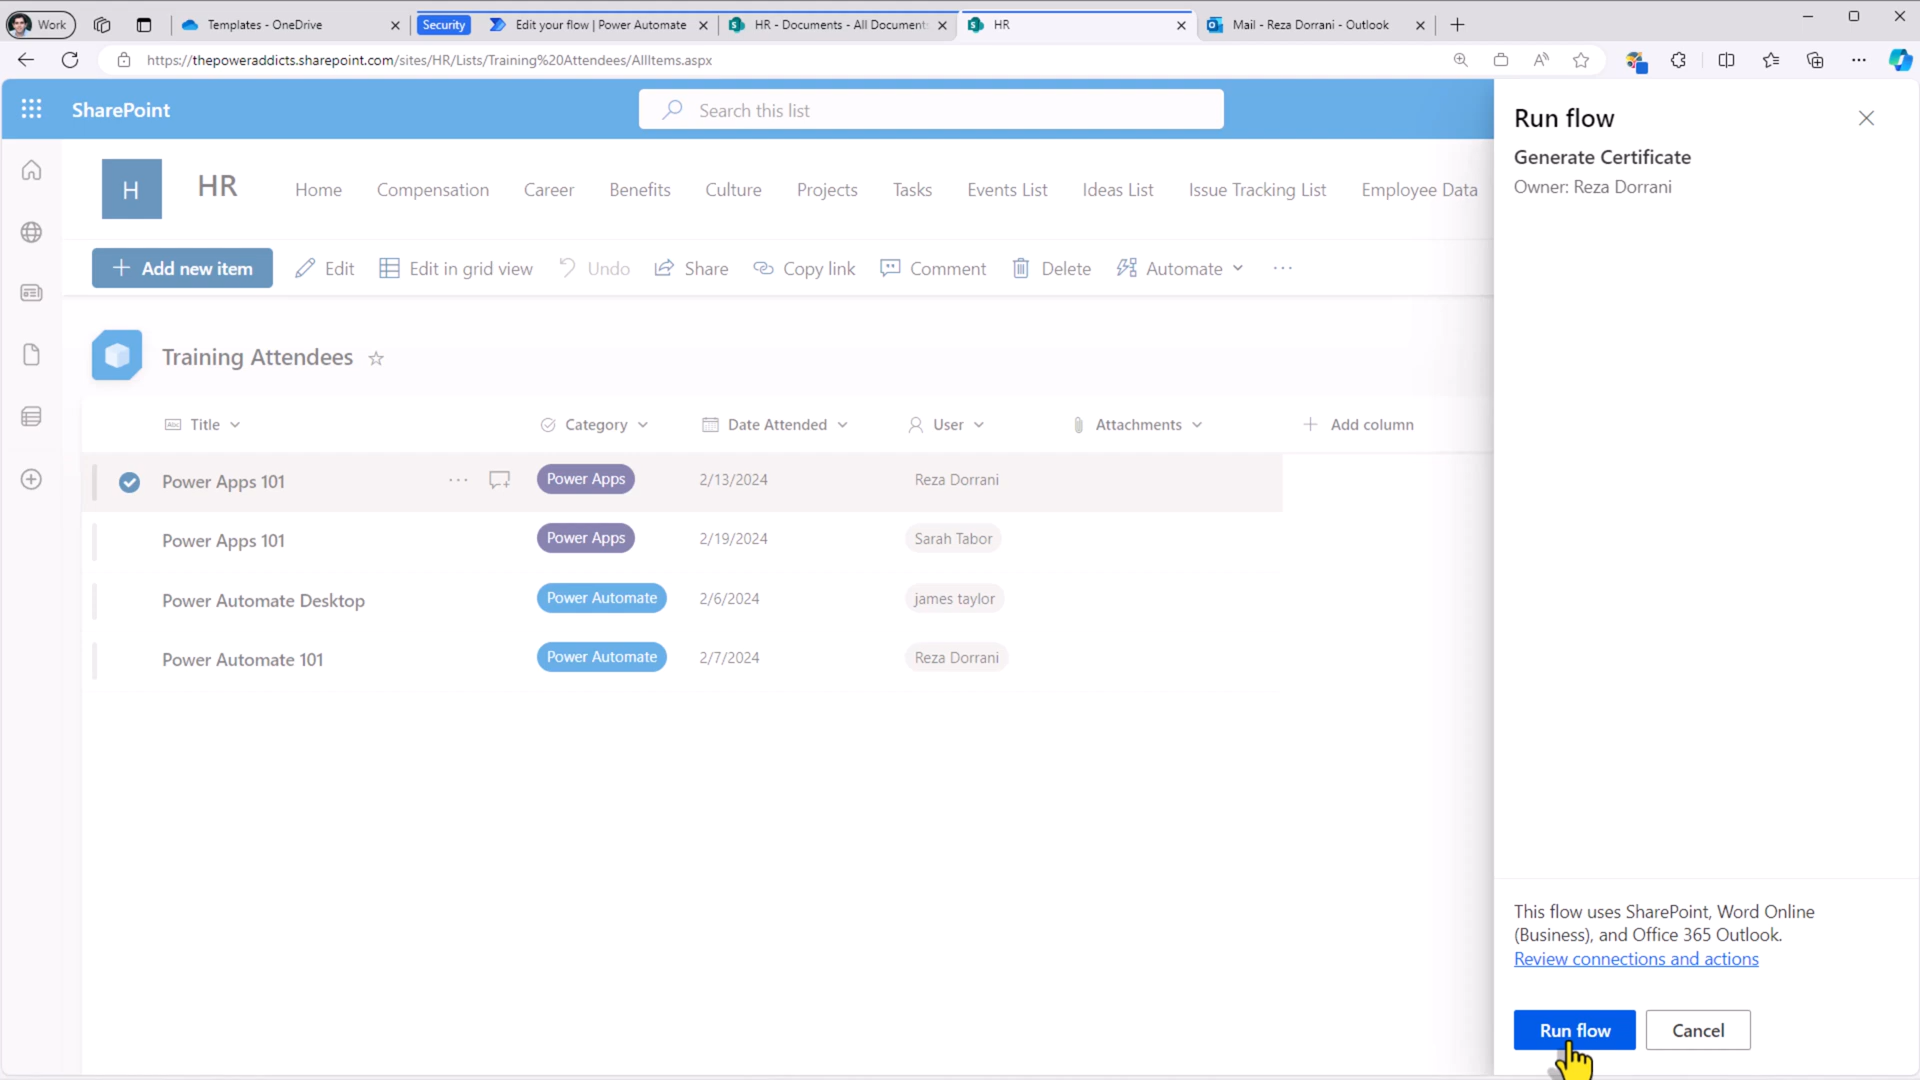 Work
Templates - OneDrive
Security
Edit your flow | Power Automate
HR - Documents - All Documents
HR
Mail - Reza Dorrani - Outlook
https://thepoweraddicts.sharepoint.com/sites/HR/Lists/Training%20Attendees/AllItems.aspx
SharePoint
Search this list
H
HR
Home
Compensation
Career
Benefits
Culture
Projects
Tasks
Events List
Ideas List
Issue Tracking List
Employee Data
Add new item
Edit
Edit in grid view
Undo
Share
Copy link
Comment
Delete
Automate
Training Attendees
Title
Category
Date Attended
User
Attachments
Add column
Power Apps 101
Power Apps
2/13/2024
Reza Dorrani
Power Apps 101
Power Apps
2/19/2024
Sarah Tabor
Power Automate Desktop
Power Automate
2/6/2024
james taylor
Power Automate 101
Power Automate
2/7/2024
Reza Dorrani
Run flow
Generate Certificate
Owner: Reza Dorrani
This flow uses SharePoint, Word Online
(Business), and Office 365 Outlook.
Review connections and actions
Run flow
Cancel